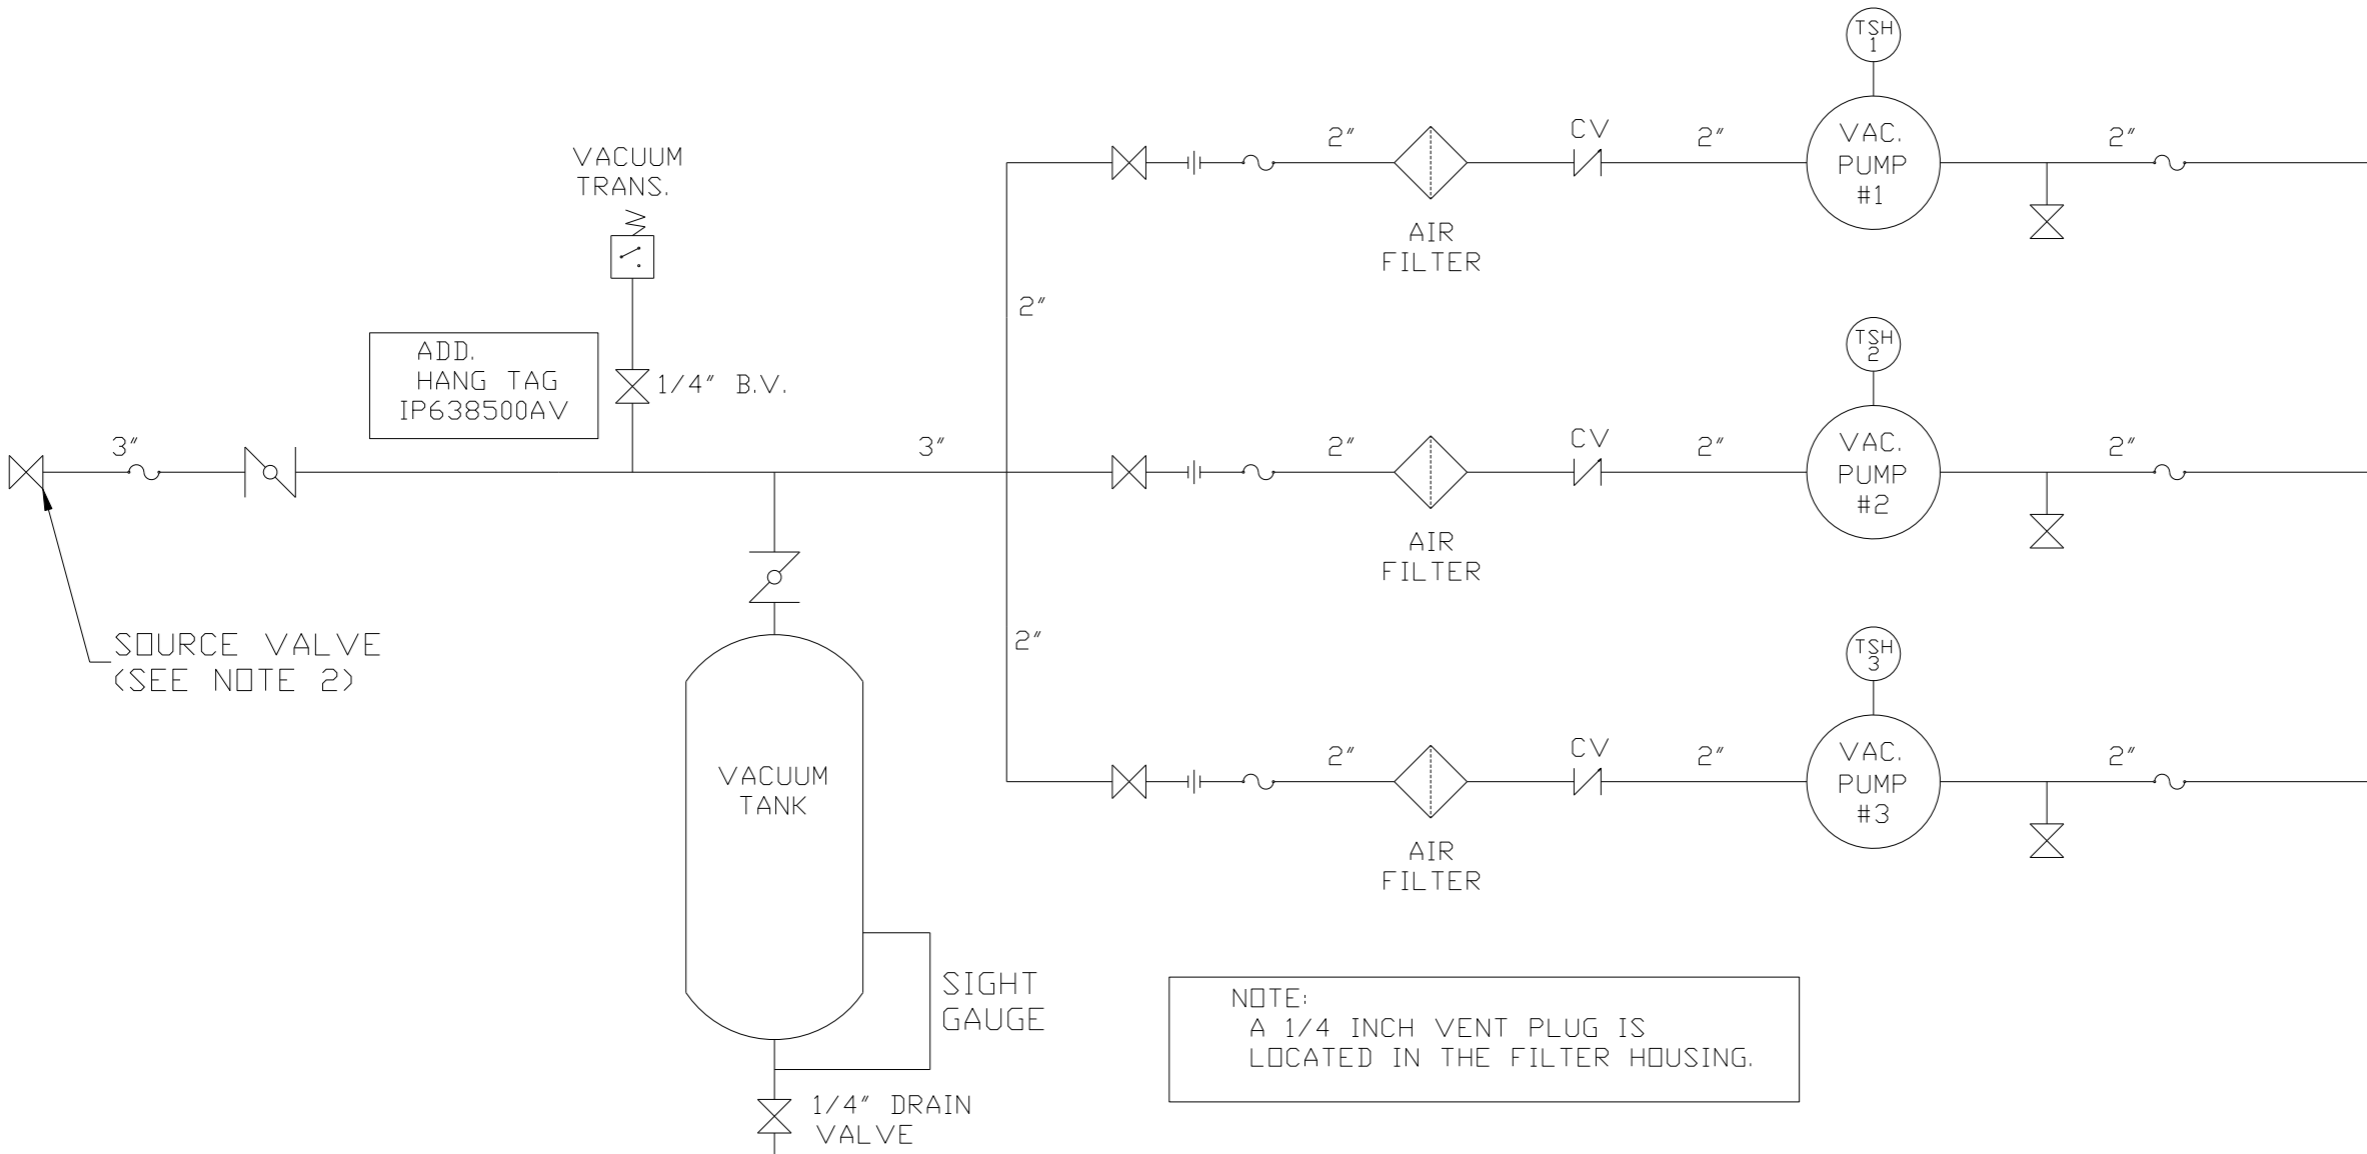 TSH
1
VAC.
PUMP
#1
2"
CV
2"
2"
AIR
FILTER
VACUUM
TRANS.
2"
ADD.
HANG TAG
IP638500AV
1/4" B.V.
3"
3"
TSH
2
VAC.
PUMP
#2
2"
CV
2"
2"
AIR
FILTER
SOURCE VALVE
(SEE NOTE 2)
2"
TSH
3
VAC.
PUMP
#3
2"
CV
2"
2"
AIR
FILTER
VACUUM
TANK
SIGHT
GAUGE
1/4" DRAIN
VALVE
NOTE:
A 1/4 INCH VENT PLUG IS
LOCATED IN THE FILTER HOUSING.